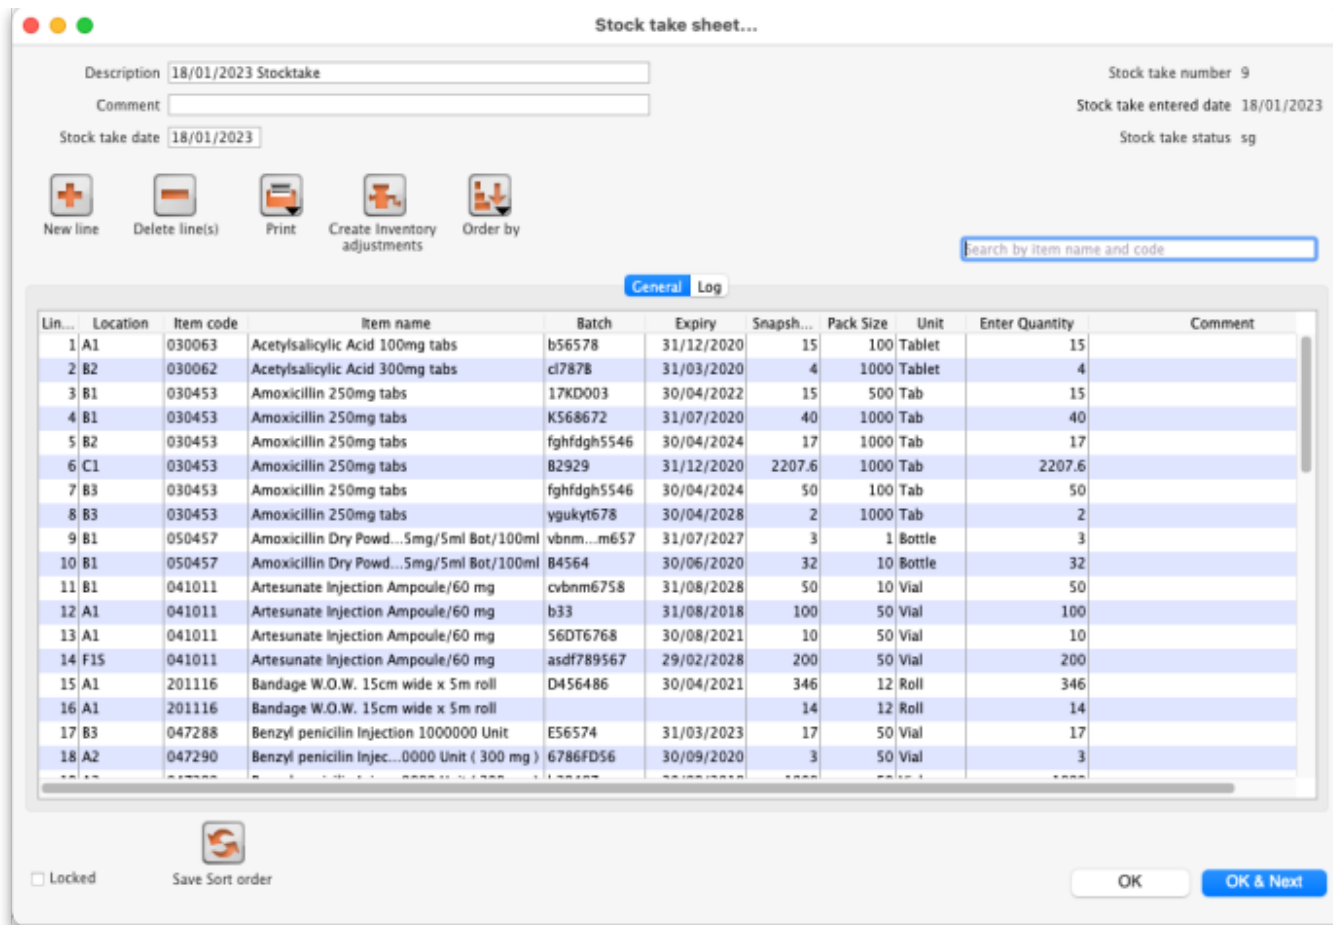 Stock take sheet...
Description 18/01/2023 Stocktake Stock take number 9
Comment Stock take entered date 18/01/2023
Stock take date 18/01/2023 Stock take status sg
New line Delete line(s) Print Create Inventory adjustments Order by
Search by item name and code
General Log
Lin... Location Item code Item name Batch Expiry Snapsh... Pack Size Unit Enter Quantity Comment
1 A1 030063 Acetylsalicylic Acid 100mg tabs b56578 31/12/2020 15 100 Tablet 15
2 B2 030062 Acetylsalicylic Acid 300mg tabs cl787B 31/03/2020 4 1000 Tablet 4
3 B1 030453 Amoxicillin 250mg tabs 17KD003 30/04/2022 15 500 Tab 15
4 B1 030453 Amoxicillin 250mg tabs K568672 31/07/2020 40 1000 Tab 40
5 B2 030453 Amoxicillin 250mg tabs fghfdgh5546 30/04/2024 17 1000 Tab 17
6 C1 030453 Amoxicillin 250mg tabs B2929 31/12/2020 2207.6 1000 Tab 2207.6
7 B3 030453 Amoxicillin 250mg tabs fghfdgh5546 30/04/2024 50 100 Tab 50
8 B3 030453 Amoxicillin 250mg tabs ygukyt678 30/04/2028 2 1000 Tab 2
9 B1 050457 Amoxicillin Dry Powd...5mg/5ml Bot/100ml vbnm...m657 31/07/2027 3 1 Bottle 3
10 B1 050457 Amoxicillin Dry Powd...5mg/5ml Bot/100ml B4564 30/06/2020 32 10 Bottle 32
11 B1 041011 Artesunate Injection Ampoule/60 mg cvbnm6758 31/08/2028 50 10 Vial 50
12 A1 041011 Artesunate Injection Ampoule/60 mg b33 31/08/2018 100 50 Vial 100
13 A1 041011 Artesunate Injection Ampoule/60 mg 56DT6768 30/08/2021 10 50 Vial 10
14 F15 041011 Artesunate Injection Ampoule/60 mg asdf789567 29/02/2028 200 50 Vial 200
15 A1 201116 Bandage W.O.W. 15cm wide x 5m roll D456486 30/04/2021 346 12 Roll 346
16 A1 201116 Bandage W.O.W. 15cm wide x 5m roll 14 12 Roll 14
17 B3 047288 Benzyl penicilin Injection 1000000 Unit E56574 31/03/2023 17 50 Vial 17
18 A2 047290 Benzyl penicilin Injec...0000 Unit ( 300 mg ) 6786FD56 30/09/2020 3 50 Vial 3
Locked Save Sort order OK OK & Next